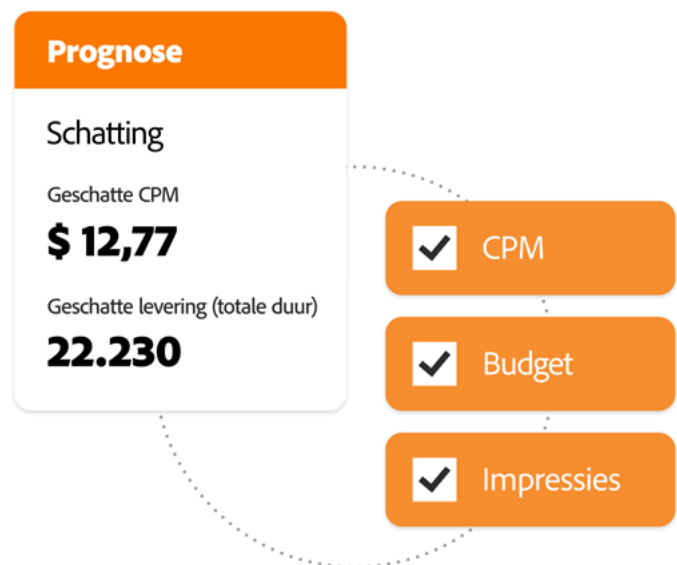 Prognose
Schatting
Geschatte CPM
$ 12,77
Geschatte levering (totale duur)
22.230
CPM
Budget
Impressies